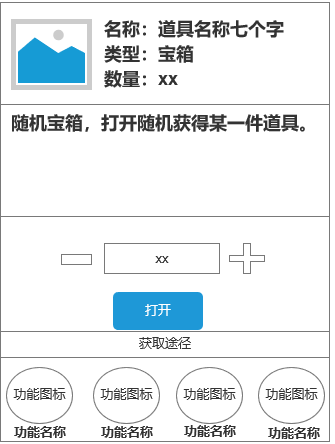 名称：道具名称七个字
类型：宝箱
数量：xx
随机宝箱，打开随机获得某一件道具。
xx
打开
获取途径
功能图标 功能图标 功能图标 功能图标
功能名称 功能名称 功能名称 功能名称